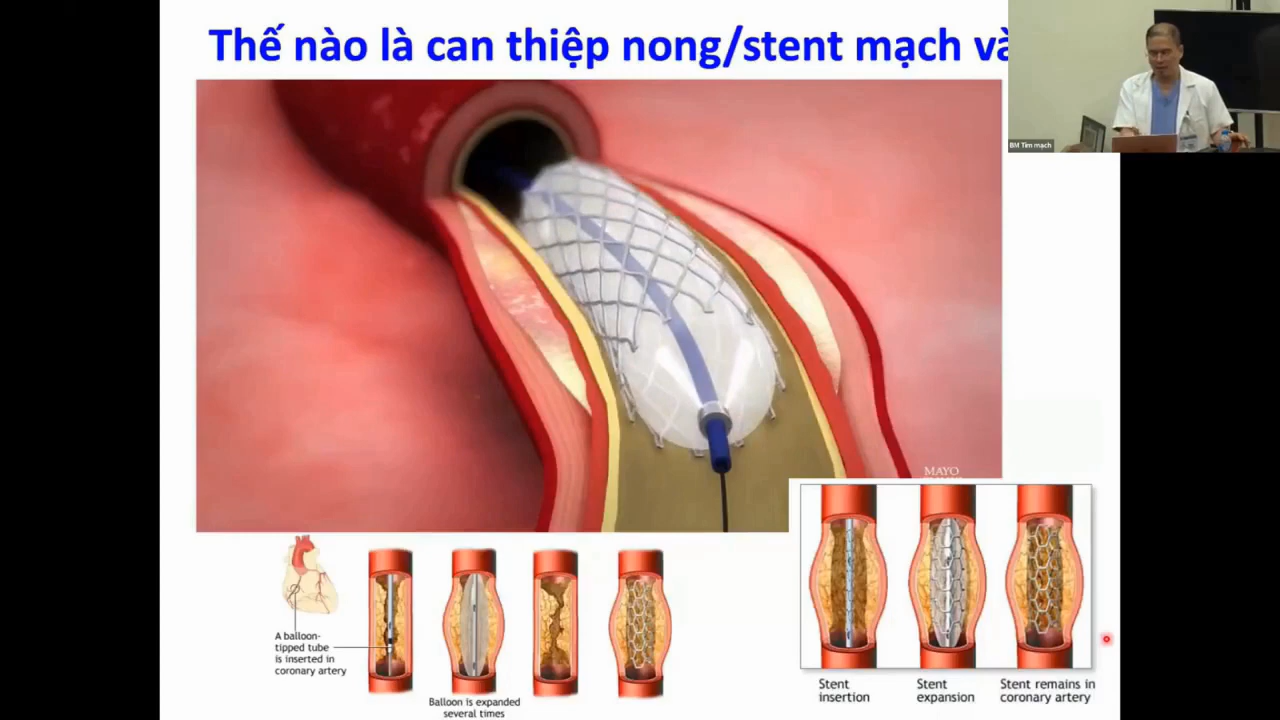 Thế nào là can thiệp nong/stent mạch và
BM Tim mạch
MAYO
A balloon-
tipped tube
is inserted in
coronary artery
Balloon is expanded
several times
Stent
insertion
Stent
expansion
Stent remains in
coronary artery